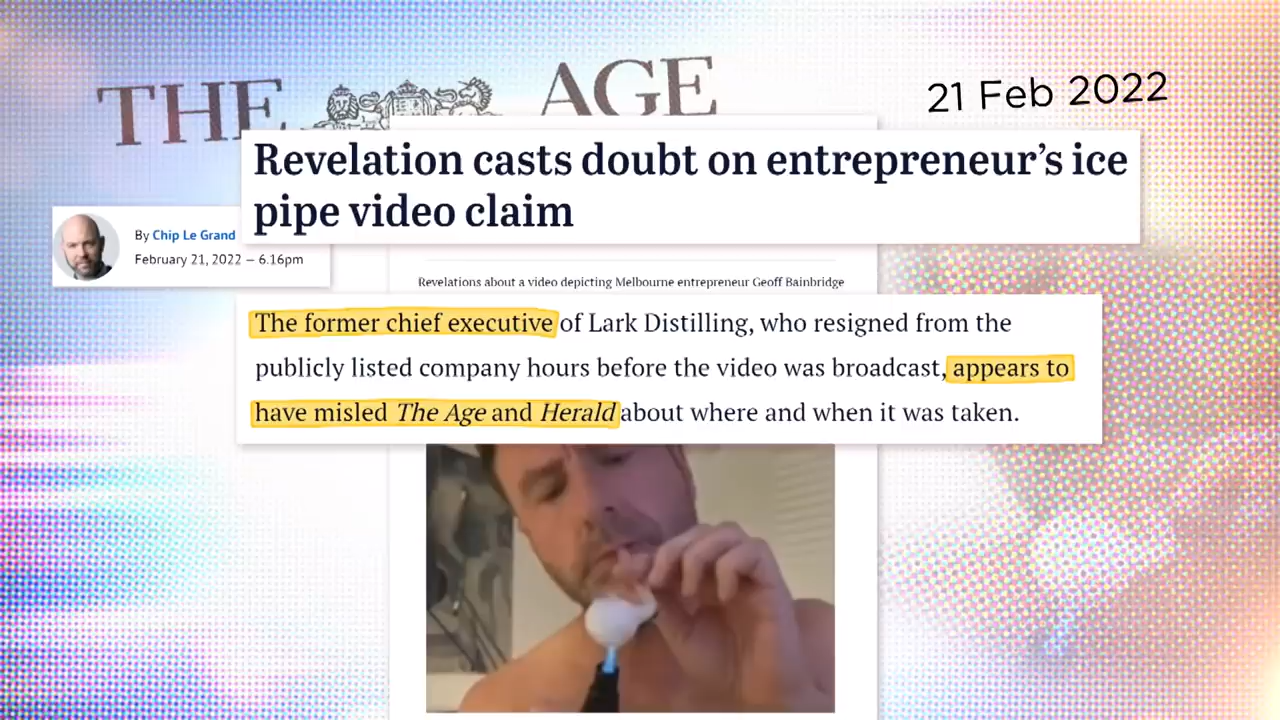 THE AGE
21 Feb 2022
Revelation casts doubt on entrepreneur’s ice
pipe video claim
By Chip Le Grand
February 21, 2022 — 6.16pm
Revelations about a video depicting Melbourne entrepreneur Geoff Bainbridge
The former chief executive of Lark Distilling, who resigned from the
publicly listed company hours before the video was broadcast, appears to
have misled The Age and Herald about where and when it was taken.